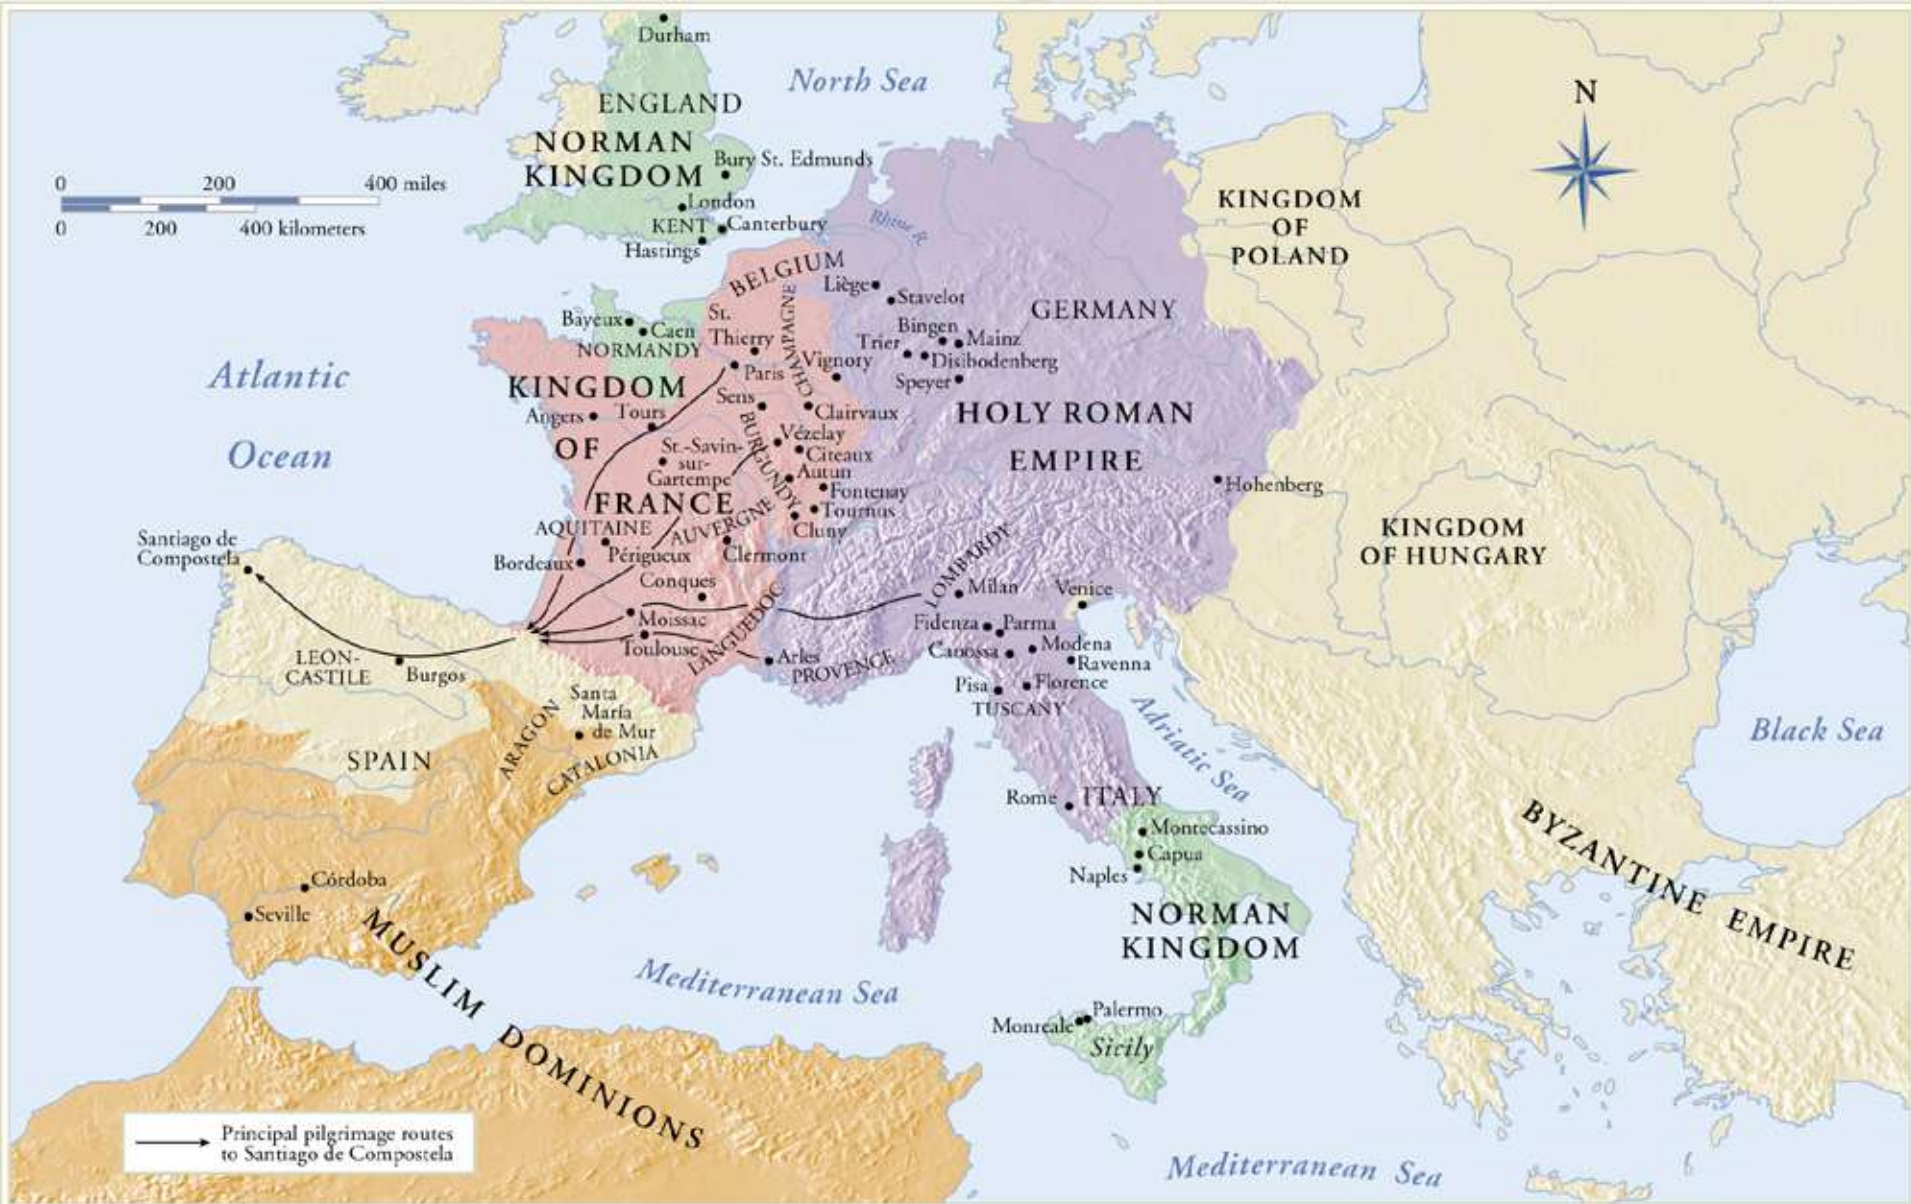 Durham
North Sea
ENGLAND
NORMAN
KINGDOM
Bury St. Edmunds
London
KENT
Canterbury
Hastings
0 200 400 miles
0 200 400 kilometers
N
KINGDOM
OF
POLAND
Rhine R.
BELGIUM
Liège
Stavelot
GERMANY
Bayeux
Caen
NORMANDY
St.
Thierry
CHAMPAGNE
Bingen
Mainz
Trier
Disibodenberg
Speyer
Vignory
Paris
Atlantic
Ocean
KINGDOM
OF
FRANCE
Angers
Tours
Sens
Clairvaux
BURGUNDY
Vézelay
Citeaux
Autun
Fontenay
Tournus
Cluny
St.-Savin-
sur-
Gartempe
HOLY ROMAN
EMPIRE
Hohenberg
KINGDOM
OF HUNGARY
AQUITAINE
AUVERGNE
Périgueux
Clermont
Bordeaux
Conques
Moissac
Toulouse
LANGUEDOC
Arles
PROVENCE
LOMBARDY
Milan
Venice
Fidenza
Parma
Canossa
Modena
Ravenna
Pisa
Florence
TUSCANY
Adriatic Sea
Santiago de
Compostela
LEON-
CASTILE
Burgos
Santa
María
de Mur
ARAGON
CATALONIA
SPAIN
Black Sea
Rome
ITALY
Montecassino
Capua
Naples
NORMAN
KINGDOM
BYZANTINE EMPIRE
Córdoba
Seville
MUSLIM DOMINIONS
Mediterranean Sea
Palermo
Monreale
Sicily
Principal pilgrimage routes
to Santiago de Compostela
Mediterranean Sea